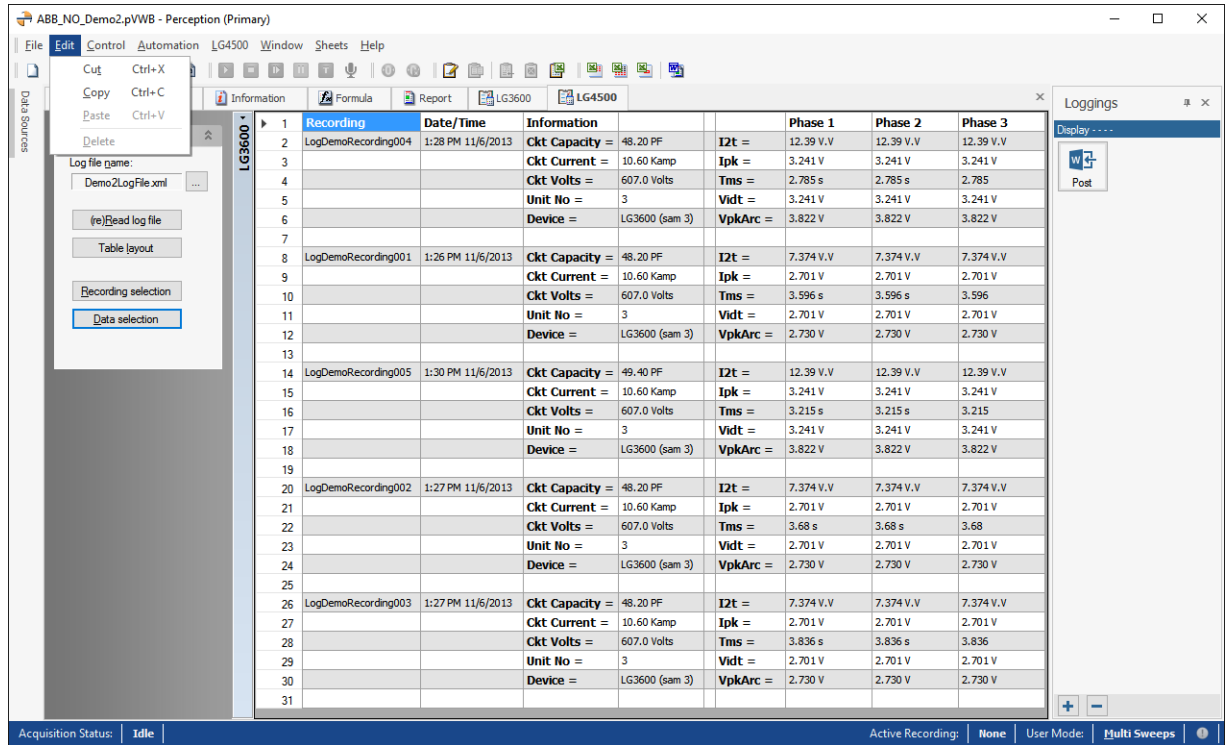 ABB_NO_Demo2.pVWB - Perception (Primary)
File Edit Control Automation LG4500 Window Sheets Help
Cut Ctrl+X
Copy Ctrl+C
Paste Ctrl+V
Delete
Data Sources
Information Formula Report LG3600 LG4500
Log file name:
Demo2LogFile.xml ...
(re)Read log file
Table layout
Recording selection
Data selection
LG3600
1 Recording Date/Time Information Phase 1 Phase 2 Phase 3
2 LogDemoRecording004 1:28 PM 11/6/2013 Ckt Capacity = 48.20 PF I2t = 12.39 V.V 12.39 V.V 12.39 V.V
3 Ckt Current = 10.60 Kamp Ipk = 3.241 V 3.241 V 3.241 V
4 Ckt Volts = 607.0 Volts Tms = 2.785 s 2.785 s 2.785
5 Unit No = 3 Vidt = 3.241 V 3.241 V 3.241 V
6 Device = LG3600 (sam 3) VpkArc = 3.822 V 3.822 V 3.822 V
7
8 LogDemoRecording001 1:26 PM 11/6/2013 Ckt Capacity = 48.20 PF I2t = 7.374 V.V 7.374 V.V 7.374 V.V
9 Ckt Current = 10.60 Kamp Ipk = 2.701 V 2.701 V 2.701 V
10 Ckt Volts = 607.0 Volts Tms = 3.596 s 3.596 s 3.596
11 Unit No = 3 Vidt = 2.701 V 2.701 V 2.701 V
12 Device = LG3600 (sam 3) VpkArc = 2.730 V 2.730 V 2.730 V
13
14 LogDemoRecording005 1:30 PM 11/6/2013 Ckt Capacity = 49.40 PF I2t = 12.39 V.V 12.39 V.V 12.39 V.V
15 Ckt Current = 10.60 Kamp Ipk = 3.241 V 3.241 V 3.241 V
16 Ckt Volts = 607.0 Volts Tms = 3.215 s 3.215 s 3.215
17 Unit No = 3 Vidt = 3.241 V 3.241 V 3.241 V
18 Device = LG3600 (sam 3) VpkArc = 3.822 V 3.822 V 3.822 V
19
20 LogDemoRecording002 1:27 PM 11/6/2013 Ckt Capacity = 48.20 PF I2t = 7.374 V.V 7.374 V.V 7.374 V.V
21 Ckt Current = 10.60 Kamp Ipk = 2.701 V 2.701 V 2.701 V
22 Ckt Volts = 607.0 Volts Tms = 3.68 s 3.68 s 3.68
23 Unit No = 3 Vidt = 2.701 V 2.701 V 2.701 V
24 Device = LG3600 (sam 3) VpkArc = 2.730 V 2.730 V 2.730 V
25
26 LogDemoRecording003 1:27 PM 11/6/2013 Ckt Capacity = 48.20 PF I2t = 7.374 V.V 7.374 V.V 7.374 V.V
27 Ckt Current = 10.60 Kamp Ipk = 2.701 V 2.701 V 2.701 V
28 Ckt Volts = 607.0 Volts Tms = 3.836 s 3.836 s 3.836
29 Unit No = 3 Vidt = 2.701 V 2.701 V 2.701 V
30 Device = LG3600 (sam 3) VpkArc = 2.730 V 2.730 V 2.730 V
31
Loggings
Display - - - -
Post
Acquisition Status: Idle Active Recording: None User Mode: Multi Sweeps